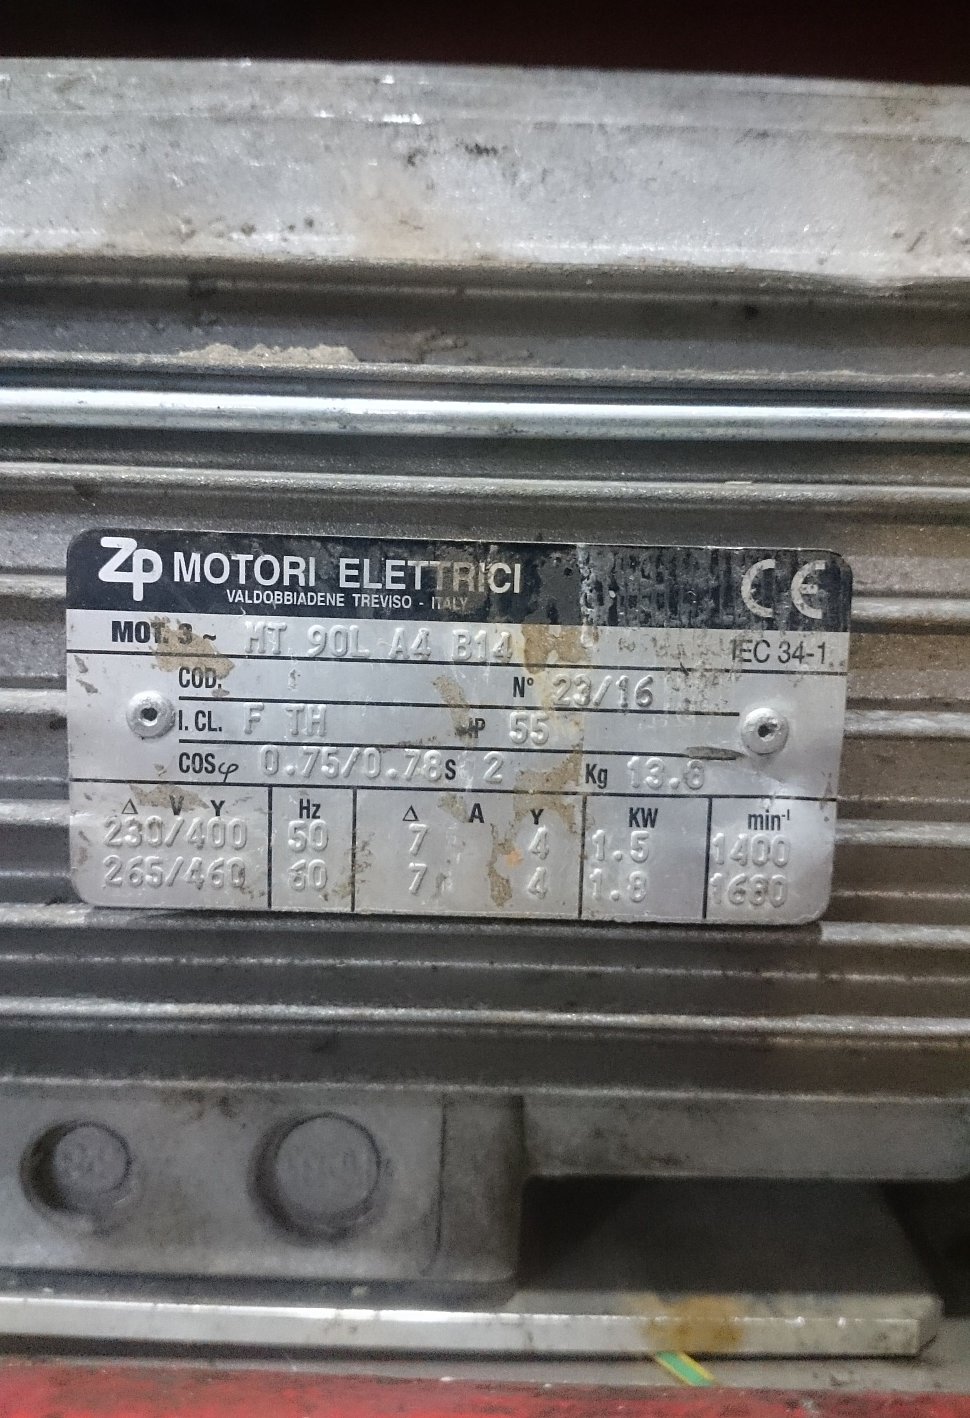 ZP MOTORI ELETTRICI CE
VALDOBBIADENE TREVISO - ITALY
MOT. 3 ~ MT 90L A4 B14 IEC 34-1
COD. N° 23/16
I.CL. F TH IP 55
COSφ 0.75/0.78 S 2 Kg 13.6
Δ V Y Hz Δ A Y KW min-¹
230/400 50 7 4 1.5 1400
265/460 60 7 4 1.8 1680